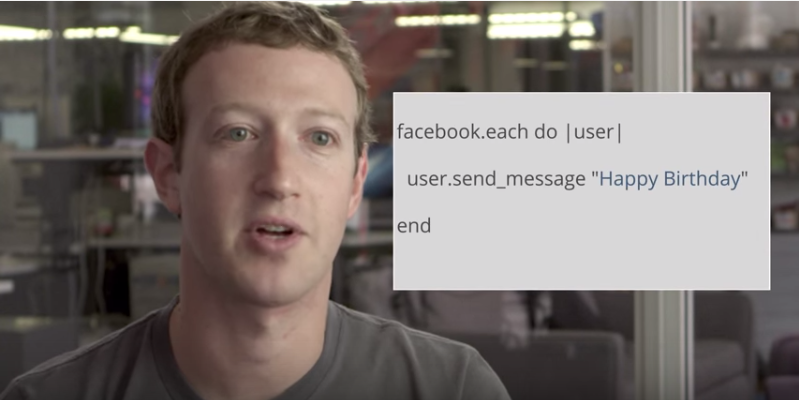 facebook.each do |user|
user.send_message "Happy Birthday"
end